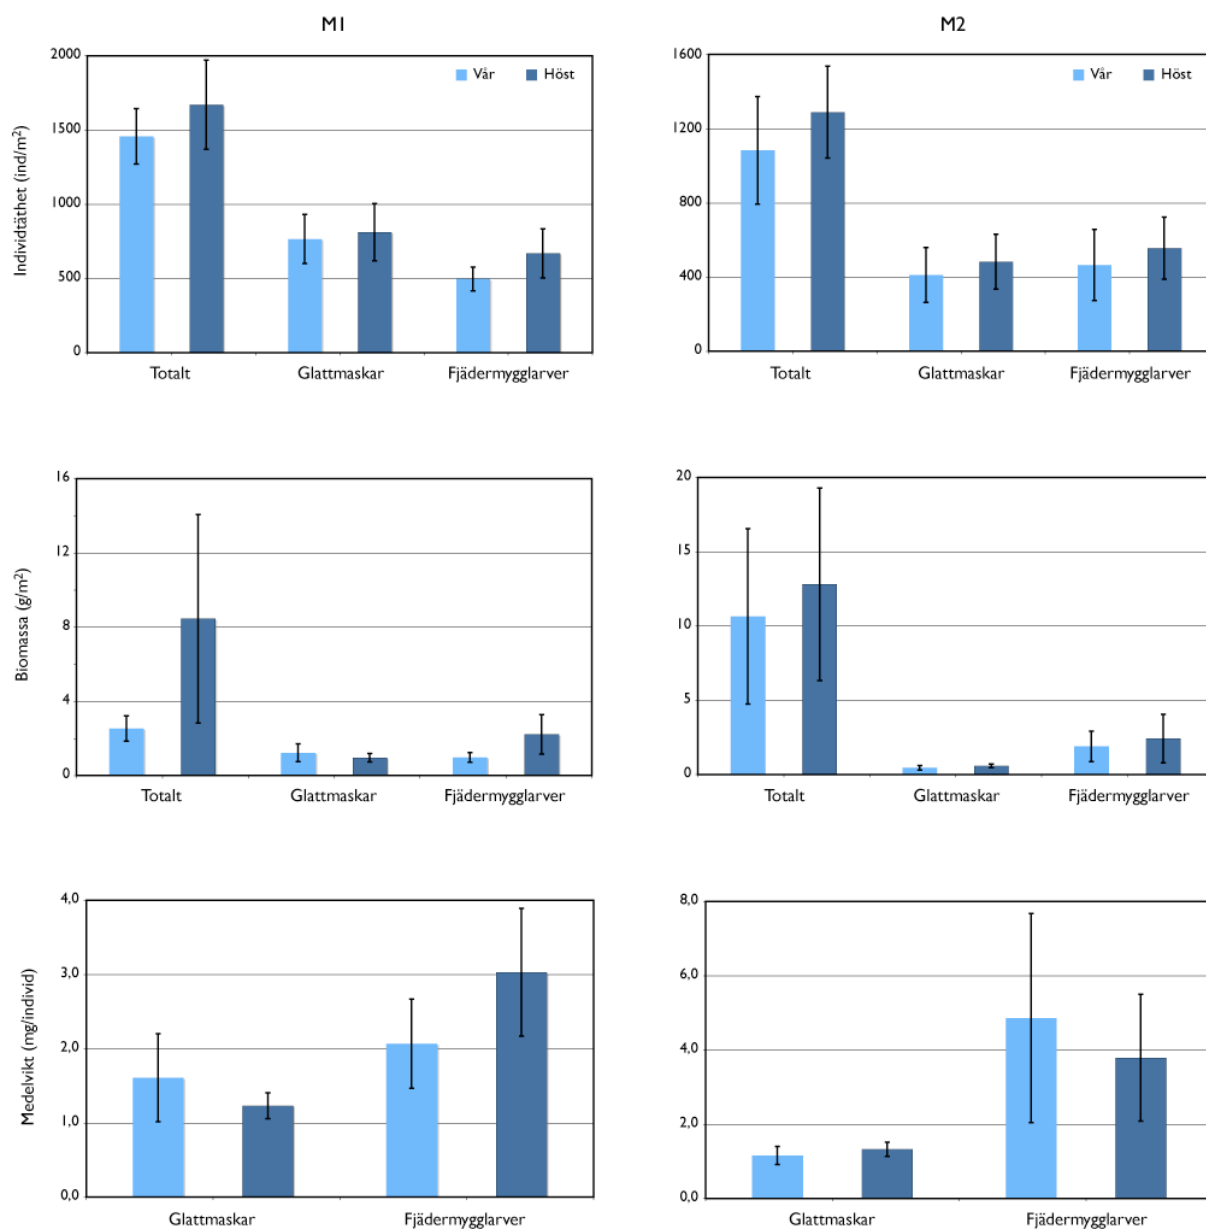 M1
M2
2000
1500
1000
500
0
Individtäthet (ind/m²)
Vår Höst
Totalt Glattmaskar Fjädermygglarver
1600
1200
800
400
0
Vår Höst
Totalt Glattmaskar Fjädermygglarver
16
12
8
4
0
Biomassa (g/m²)
Totalt Glattmaskar Fjädermygglarver
20
15
10
5
0
Totalt Glattmaskar Fjädermygglarver
4,0
3,0
2,0
1,0
0,0
Medelvikt (mg/individ)
Glattmaskar Fjädermygglarver
8,0
6,0
4,0
2,0
0,0
Glattmaskar Fjädermygglarver